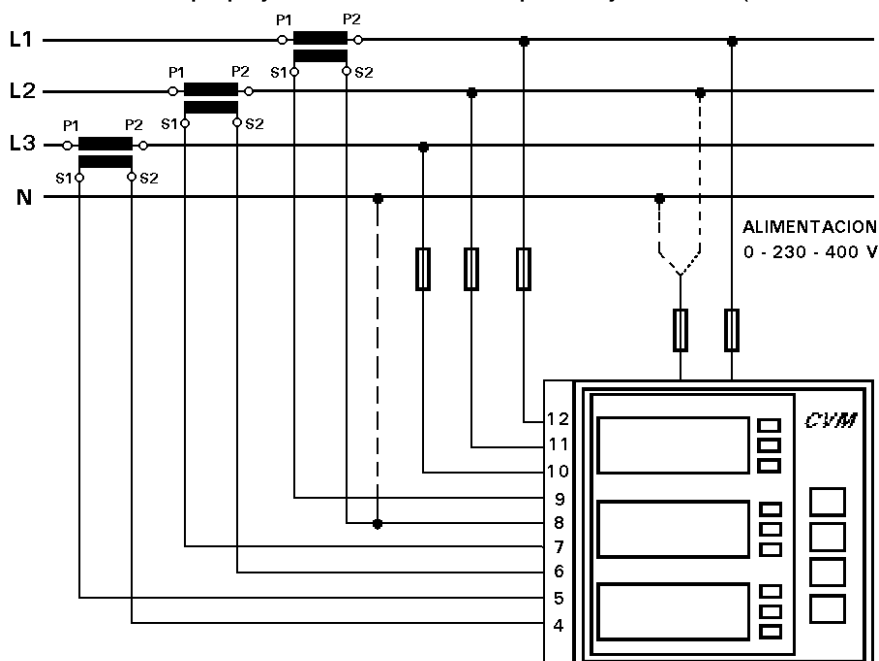 P1 P2
L1
S1 S2
P1 P2
L2
S1 S2
P1 P2
L3
S1 S2
N
ALIMENTACION
0 - 230 - 400 V
12
CVM
11
10
9
8
7
6
5
4